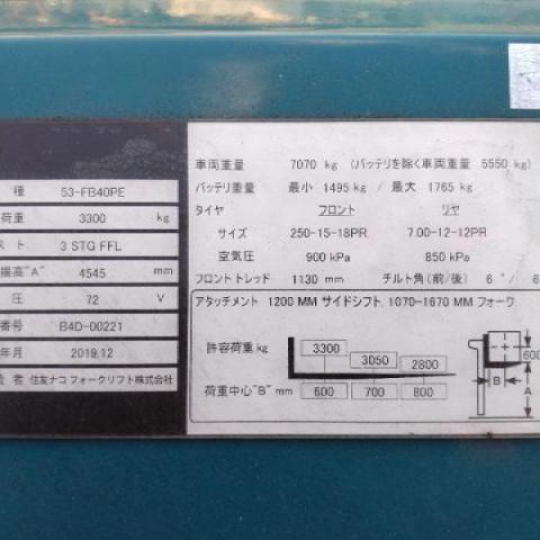 種 53-FB40PE
荷重 3300 kg
スト 3 STG FFL
揚高"A" 4545 mm
圧 72 V
番号 B4D-00221
年月 2019.12
造者 住友ナコ フォークリフト株式会社
車両重量 7070 kg (バッテリを除く車両重量 5550 kg)
バッテリ重量 最小 1495 kg / 最大 1765 kg
タイヤ フロント リヤ
サイズ 250-15-18PR 7.00-12-12PR
空気圧 900 kPa 850 kPa
フロントトレッド 1130 mm チルト角(前/後) 6°/ 6
アタッチメント 1200 MM サイドシフト, 1070-1670 MM フォーク
許容荷重 kg 3300 3050 2800
荷重中心"B" mm 600 700 800
600
B
A